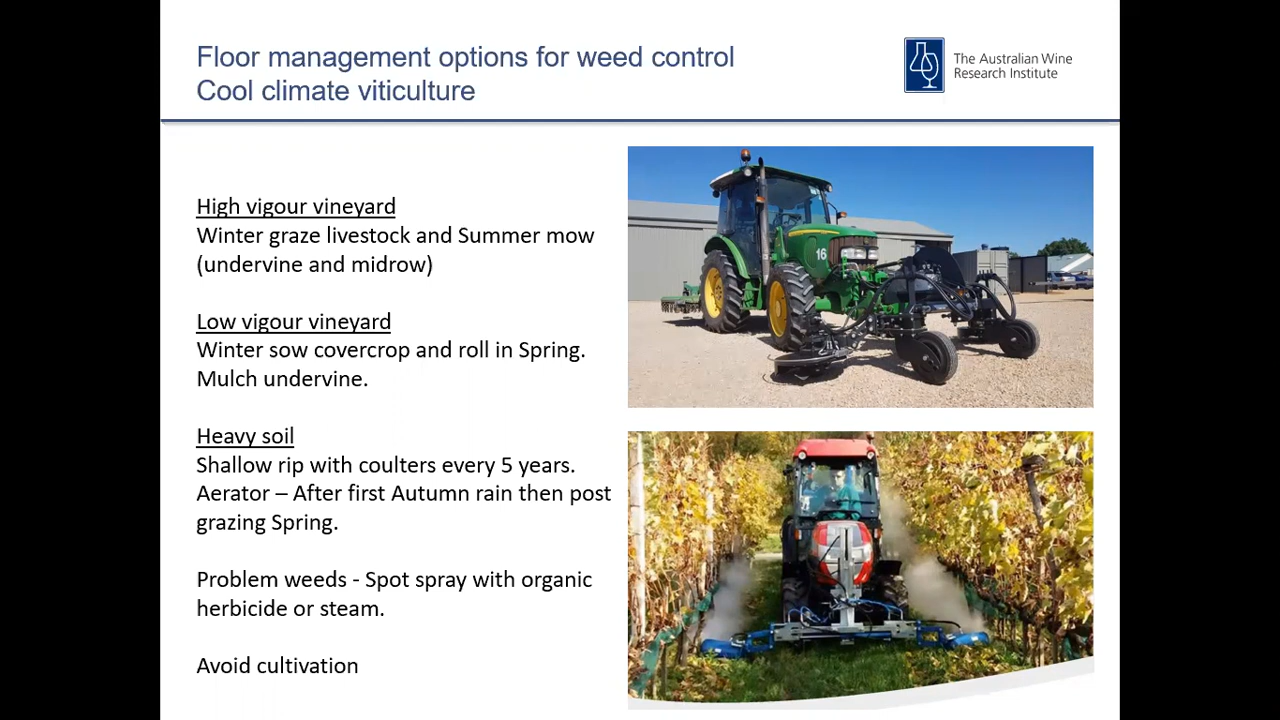 Floor management options for weed control
Cool climate viticulture
The Australian Wine
Research Institute
High vigour vineyard
Winter graze livestock and Summer mow
(undervine and midrow)
Low vigour vineyard
Winter sow covercrop and roll in Spring.
Mulch undervine.
Heavy soil
Shallow rip with coulters every 5 years.
Aerator – After first Autumn rain then post
grazing Spring.
Problem weeds - Spot spray with organic
herbicide or steam.
Avoid cultivation
16